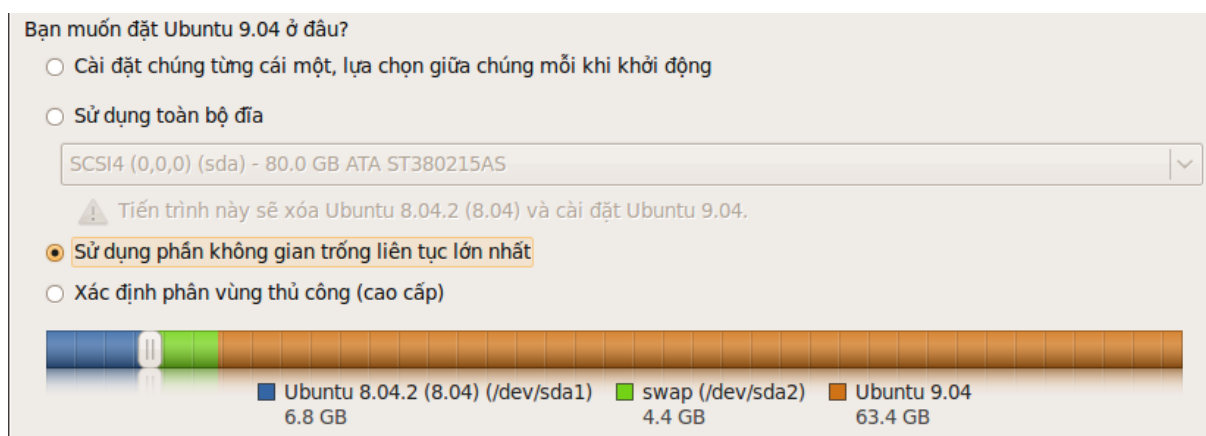 Bạn muốn đặt Ubuntu 9.04 ở đâu?
Cài đặt chúng từng cái một, lựa chọn giữa chúng mỗi khi khởi động
Sử dụng toàn bộ đĩa
SCSI4 (0,0,0) (sda) - 80.0 GB ATA ST380215AS
Tiến trình này sẽ xóa Ubuntu 8.04.2 (8.04) và cài đặt Ubuntu 9.04.
Sử dụng phần không gian trống liên tục lớn nhất
Xác định phân vùng thủ công (cao cấp)
Ubuntu 8.04.2 (8.04) (/dev/sda1) swap (/dev/sda2) Ubuntu 9.04
6.8 GB 4.4 GB 63.4 GB